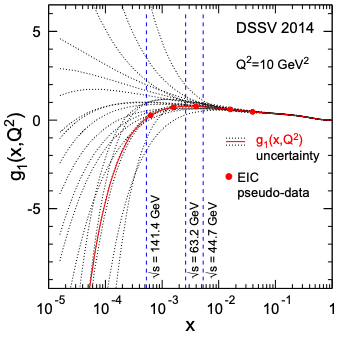 DSSV 2014
Q²=10 GeV²
g₁(x,Q²)
5
0
-5
g₁(x,Q²)
uncertainty
EIC
pseudo-data
√s = 141.4 GeV
√s = 63.2 GeV
√s = 44.7 GeV
10⁻⁵ 10⁻⁴ 10⁻³ 10⁻² 10⁻¹ 1
x